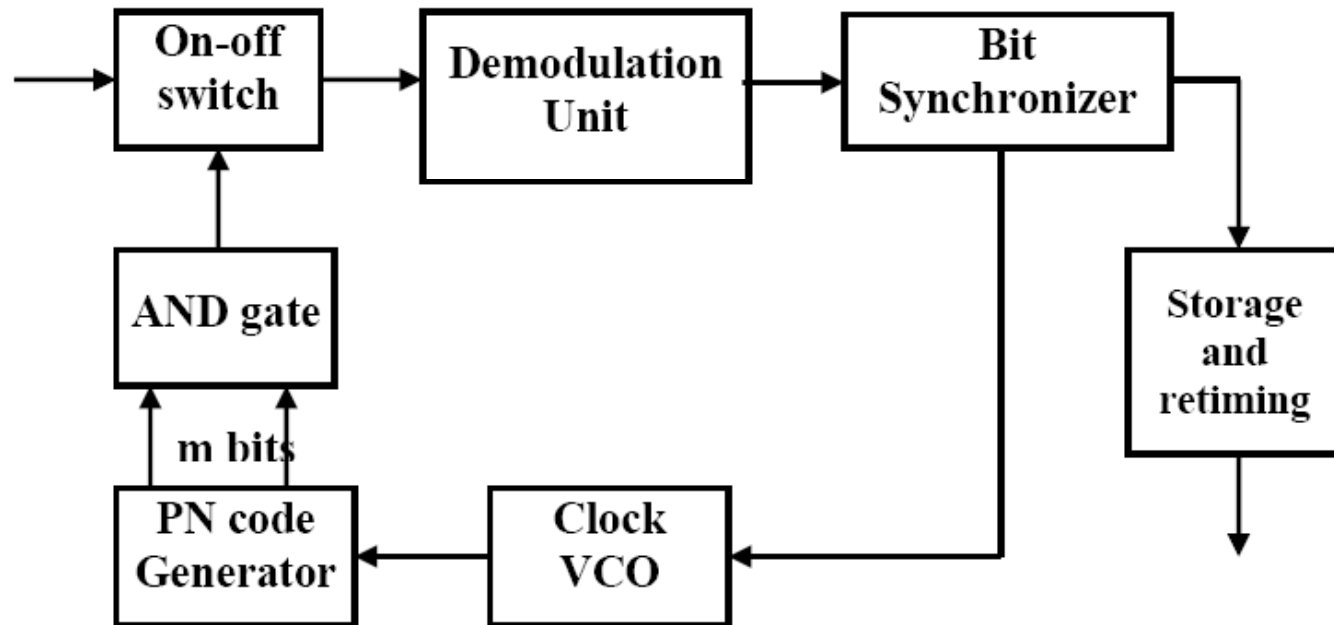 On-off
switch
Demodulation
Unit
Bit
Synchronizer
AND gate
Storage
and
retiming
m bits
PN code
Generator
Clock
VCO